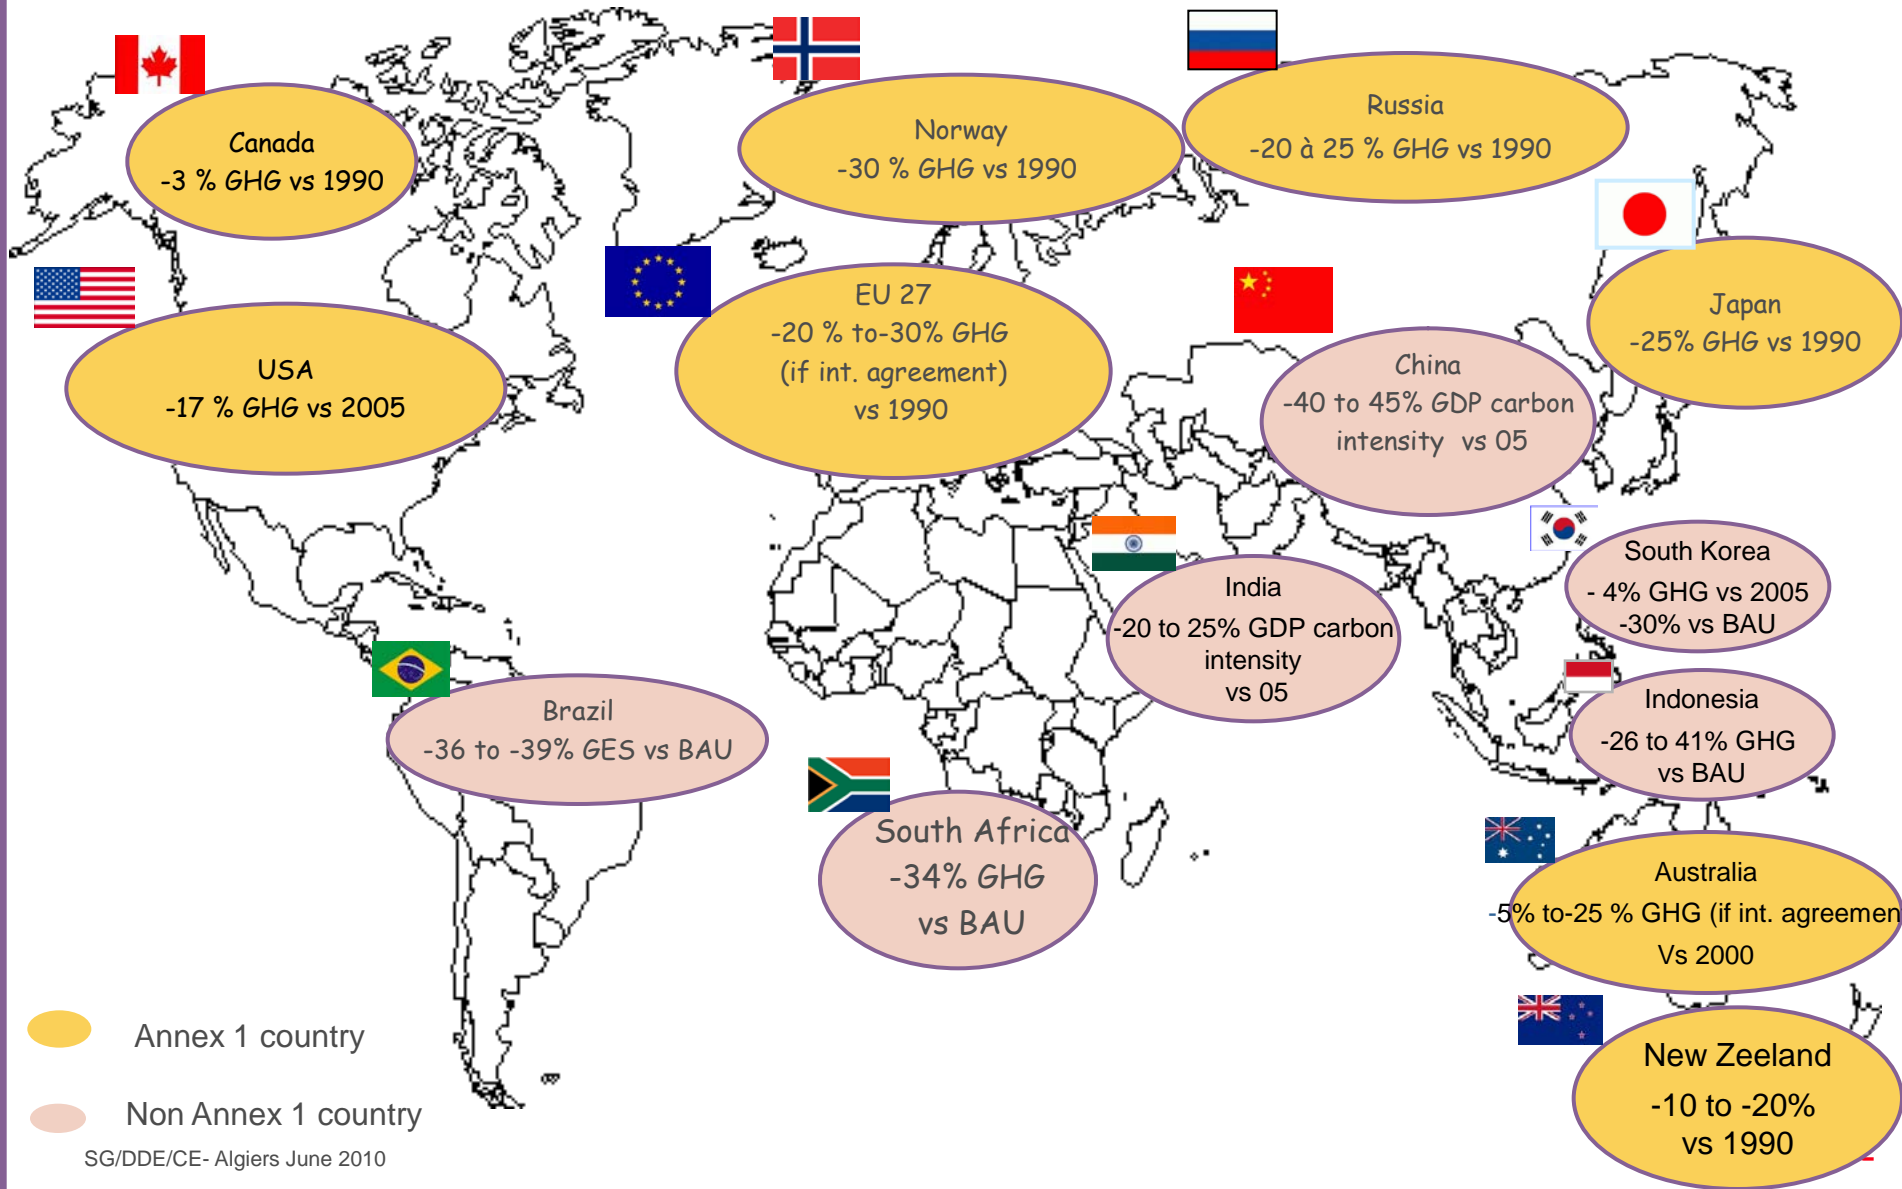 Canada
-3 % GHG vs 1990
Norway
-30 % GHG vs 1990
Russia
-20 à 25 % GHG vs 1990
USA
-17 % GHG vs 2005
EU 27
-20 % to-30% GHG
(if int. agreement)
vs 1990
China
-40 to 45% GDP carbon
intensity vs 05
Japan
-25% GHG vs 1990
India
-20 to 25% GDP carbon
intensity
vs 05
South Korea
- 4% GHG vs 2005
-30% vs BAU
Brazil
-36 to -39% GES vs BAU
Indonesia
-26 to 41% GHG
vs BAU
South Africa
-34% GHG
vs BAU
Australia
-5% to-25 % GHG (if int. agreemen
Vs 2000
New Zeeland
-10 to -20%
vs 1990
Annex 1 country
Non Annex 1 country
SG/DDE/CE- Algiers June 2010